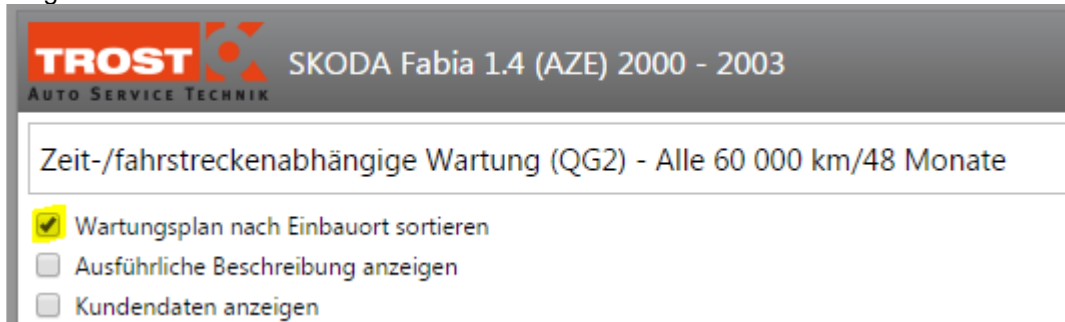 TROST
AUTO SERVICE TECHNIK
SKODA Fabia 1.4 (AZE) 2000 - 2003
Zeit-/fahrstreckenabhängige Wartung (QG2) - Alle 60 000 km/48 Monate
Wartungsplan nach Einbauort sortieren
Ausführliche Beschreibung anzeigen
Kundendaten anzeigen